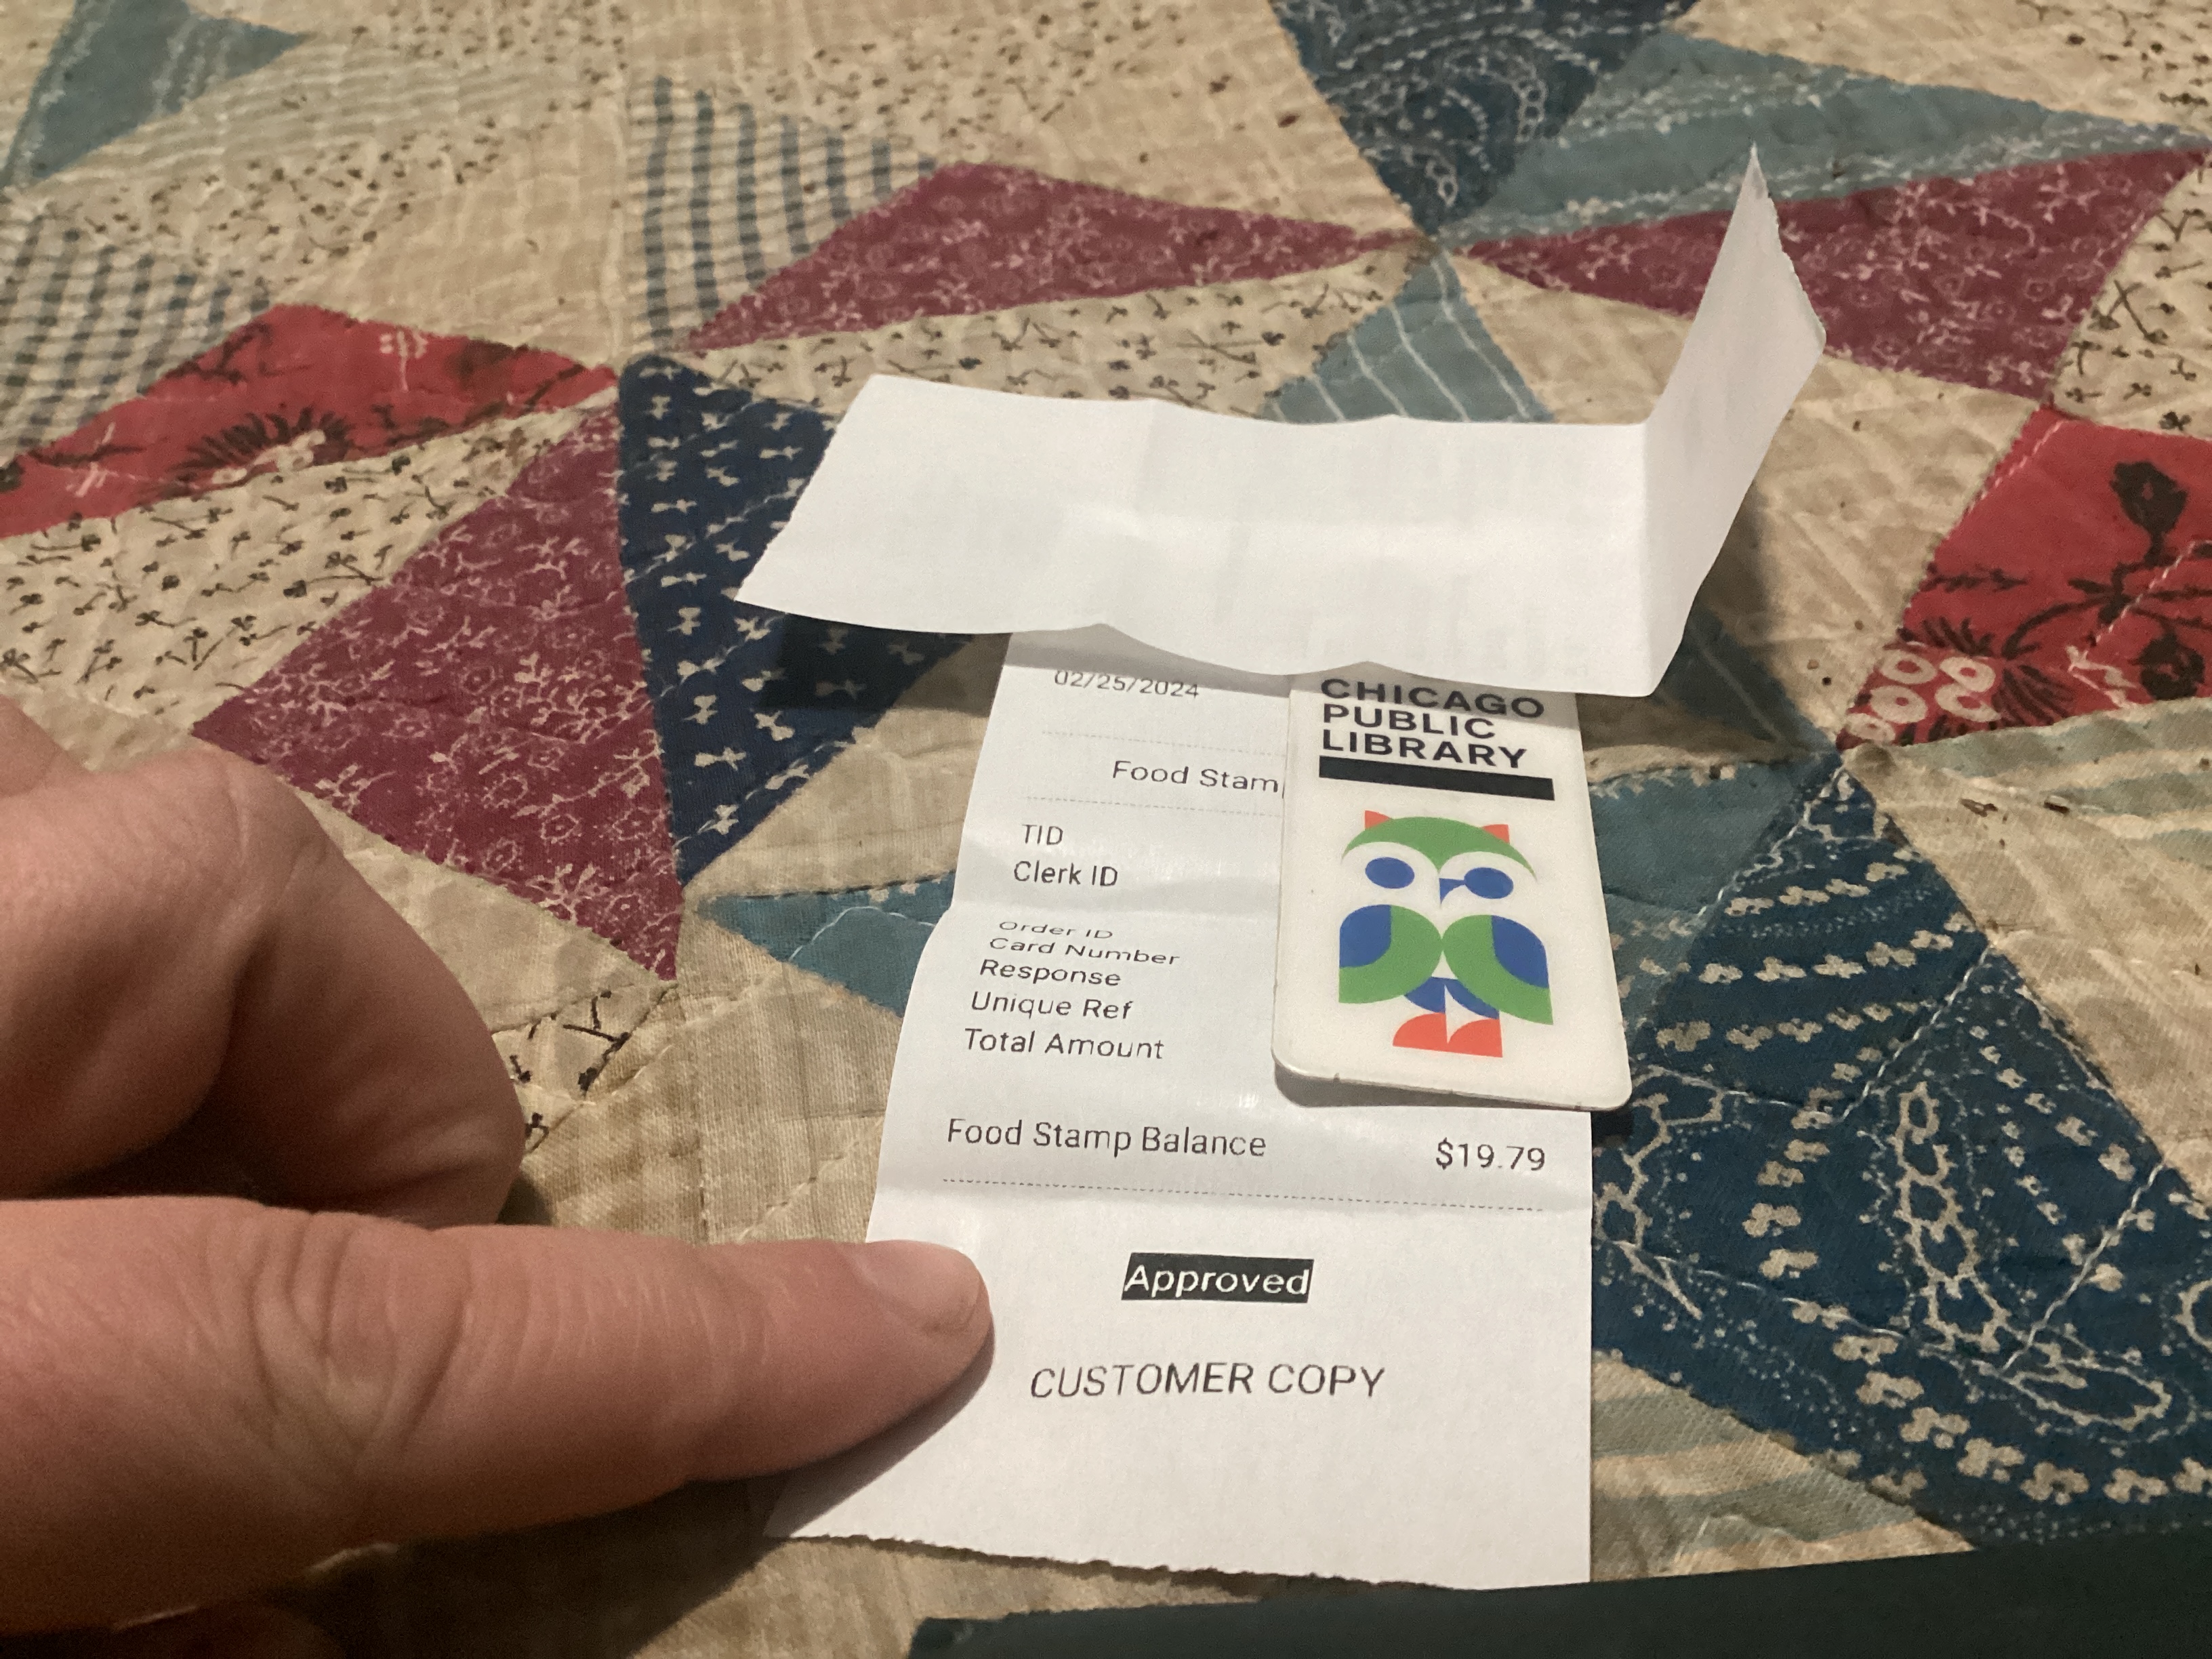 02/25/2024
CHICAGO
PUBLIC
LIBRARY
Food Stam
TID
Clerk ID
Order ID
Card Number
Response
Unique Ref
Total Amount
Food Stamp Balance $19.79
Approved
CUSTOMER COPY